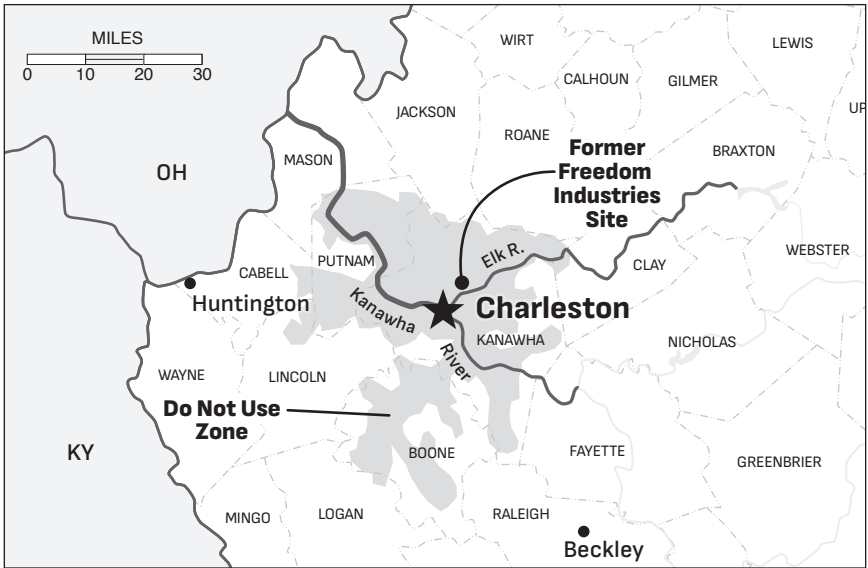 MILES
0 10 20 30
WIRT
LEWIS
CALHOUN
GILMER
JACKSON
UP
ROANE
Former
Freedom
Industries
Site
BRAXTON
MASON
OH
Elk R.
WEBSTER
PUTNAM
CLAY
CABELL
Huntington
Kanawha
River
Charleston
KANAWHA
NICHOLAS
WAYNE
LINCOLN
Do Not Use
Zone
KY
BOONE
FAYETTE
GREENBRIER
MINGO
LOGAN
RALEIGH
Beckley